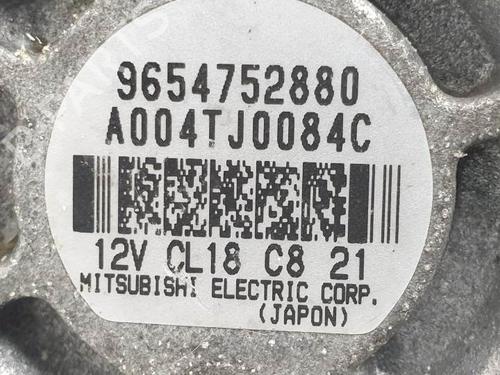 9654752880
A004TJ0084C
12V CL18 C8 21
MITSUBISHI ELECTRIC CORP.
(JAPON)